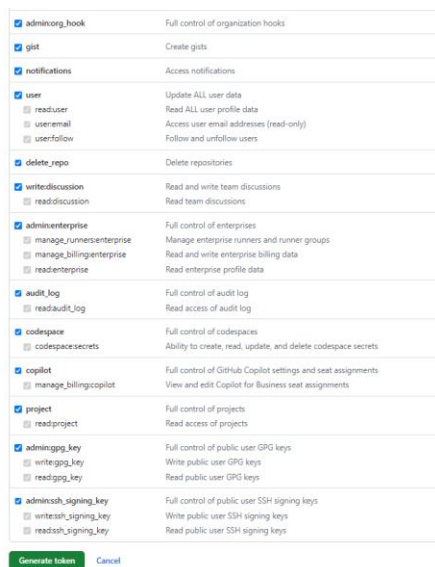 admin:org_hook Full control of organization hooks
gist Create gists
notifications Access notifications
user Update ALL user data
read:user Read ALL user profile data
user:email Access user email addresses (read-only)
user:follow Follow and unfollow users
delete_repo Delete repositories
write:discussion Read and write team discussions
read:discussion Read team discussions
admin:enterprise Full control of enterprises
manage_runners:enterprise Manage enterprise runners and runner groups
manage_billing:enterprise Read and write enterprise billing data
read:enterprise Read enterprise profile data
audit_log Full control of audit log
read:audit_log Read access of audit log
codespace Full control of codespaces
codespace:secrets Ability to create, read, update, and delete codespace secrets
copilot Full control of GitHub Copilot settings and seat assignments
manage_billing:copilot View and edit Copilot for Business seat assignments
project Full control of projects
read:project Read access of projects
admin:gpg_key Full control of public user GPG keys
write:gpg_key Write public user GPG keys
read:gpg_key Read public user GPG keys
admin:ssh_signing_key Full control of public user SSH signing keys
write:ssh_signing_key Write public user SSH signing keys
read:ssh_signing_key Read public user SSH signing keys
Generate token Cancel